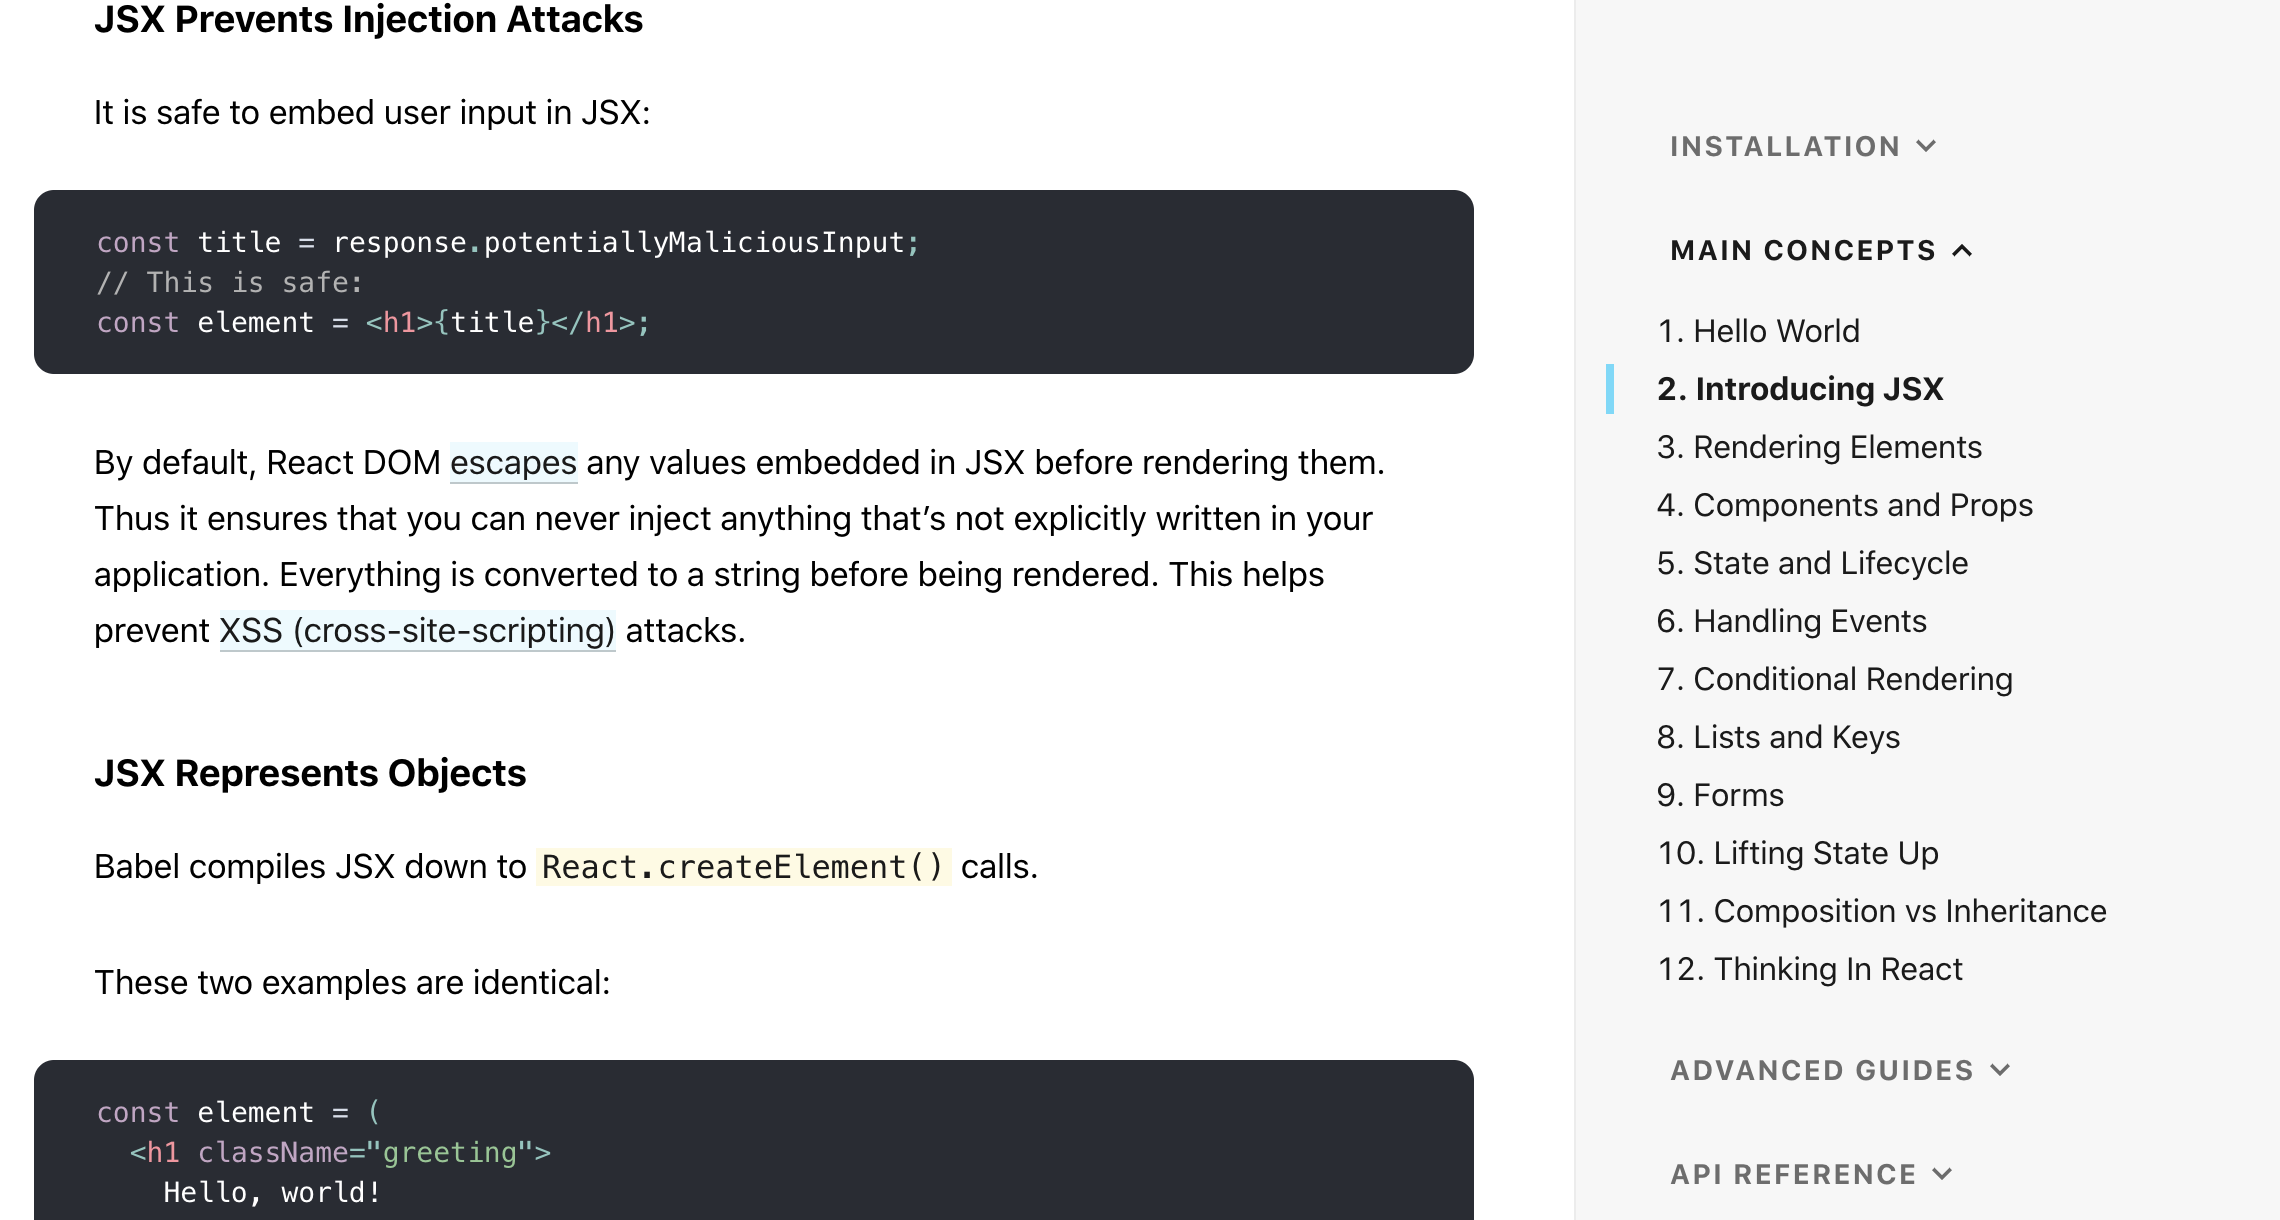 JSX Prevents Injection Attacks
It is safe to embed user input in JSX:
const title = response.potentiallyMaliciousInput;
// This is safe:
const element = <h1>{title}</h1>;
By default, React DOM escapes any values embedded in JSX before rendering them.
Thus it ensures that you can never inject anything that’s not explicitly written in your
application. Everything is converted to a string before being rendered. This helps
prevent XSS (cross-site-scripting) attacks.
JSX Represents Objects
Babel compiles JSX down to React.createElement() calls.
These two examples are identical:
const element = (
  <h1 className="greeting">
    Hello, world!
INSTALLATION
MAIN CONCEPTS
1. Hello World
2. Introducing JSX
3. Rendering Elements
4. Components and Props
5. State and Lifecycle
6. Handling Events
7. Conditional Rendering
8. Lists and Keys
9. Forms
10. Lifting State Up
11. Composition vs Inheritance
12. Thinking In React
ADVANCED GUIDES
API REFERENCE